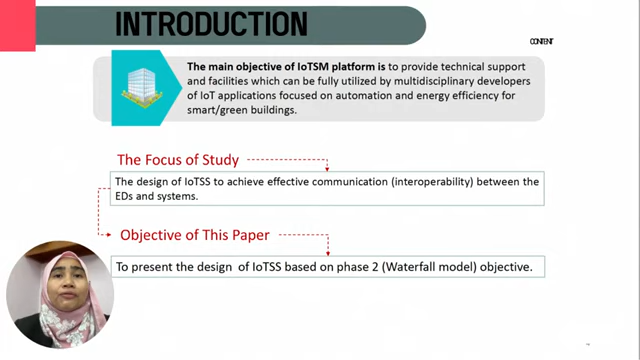 INTRODUCTION
CONTENT
The main objective of IoTSM platform is to provide technical support
and facilities which can be fully utilized by multidisciplinary developers
of IoT applications focused on automation and energy efficiency for
smart/green buildings.
The Focus of Study
The design of IoTSS to achieve effective communication (interoperability) between the
EDs and systems.
Objective of This Paper
To present the design of IoTSS based on phase 2 (Waterfall model) objective.